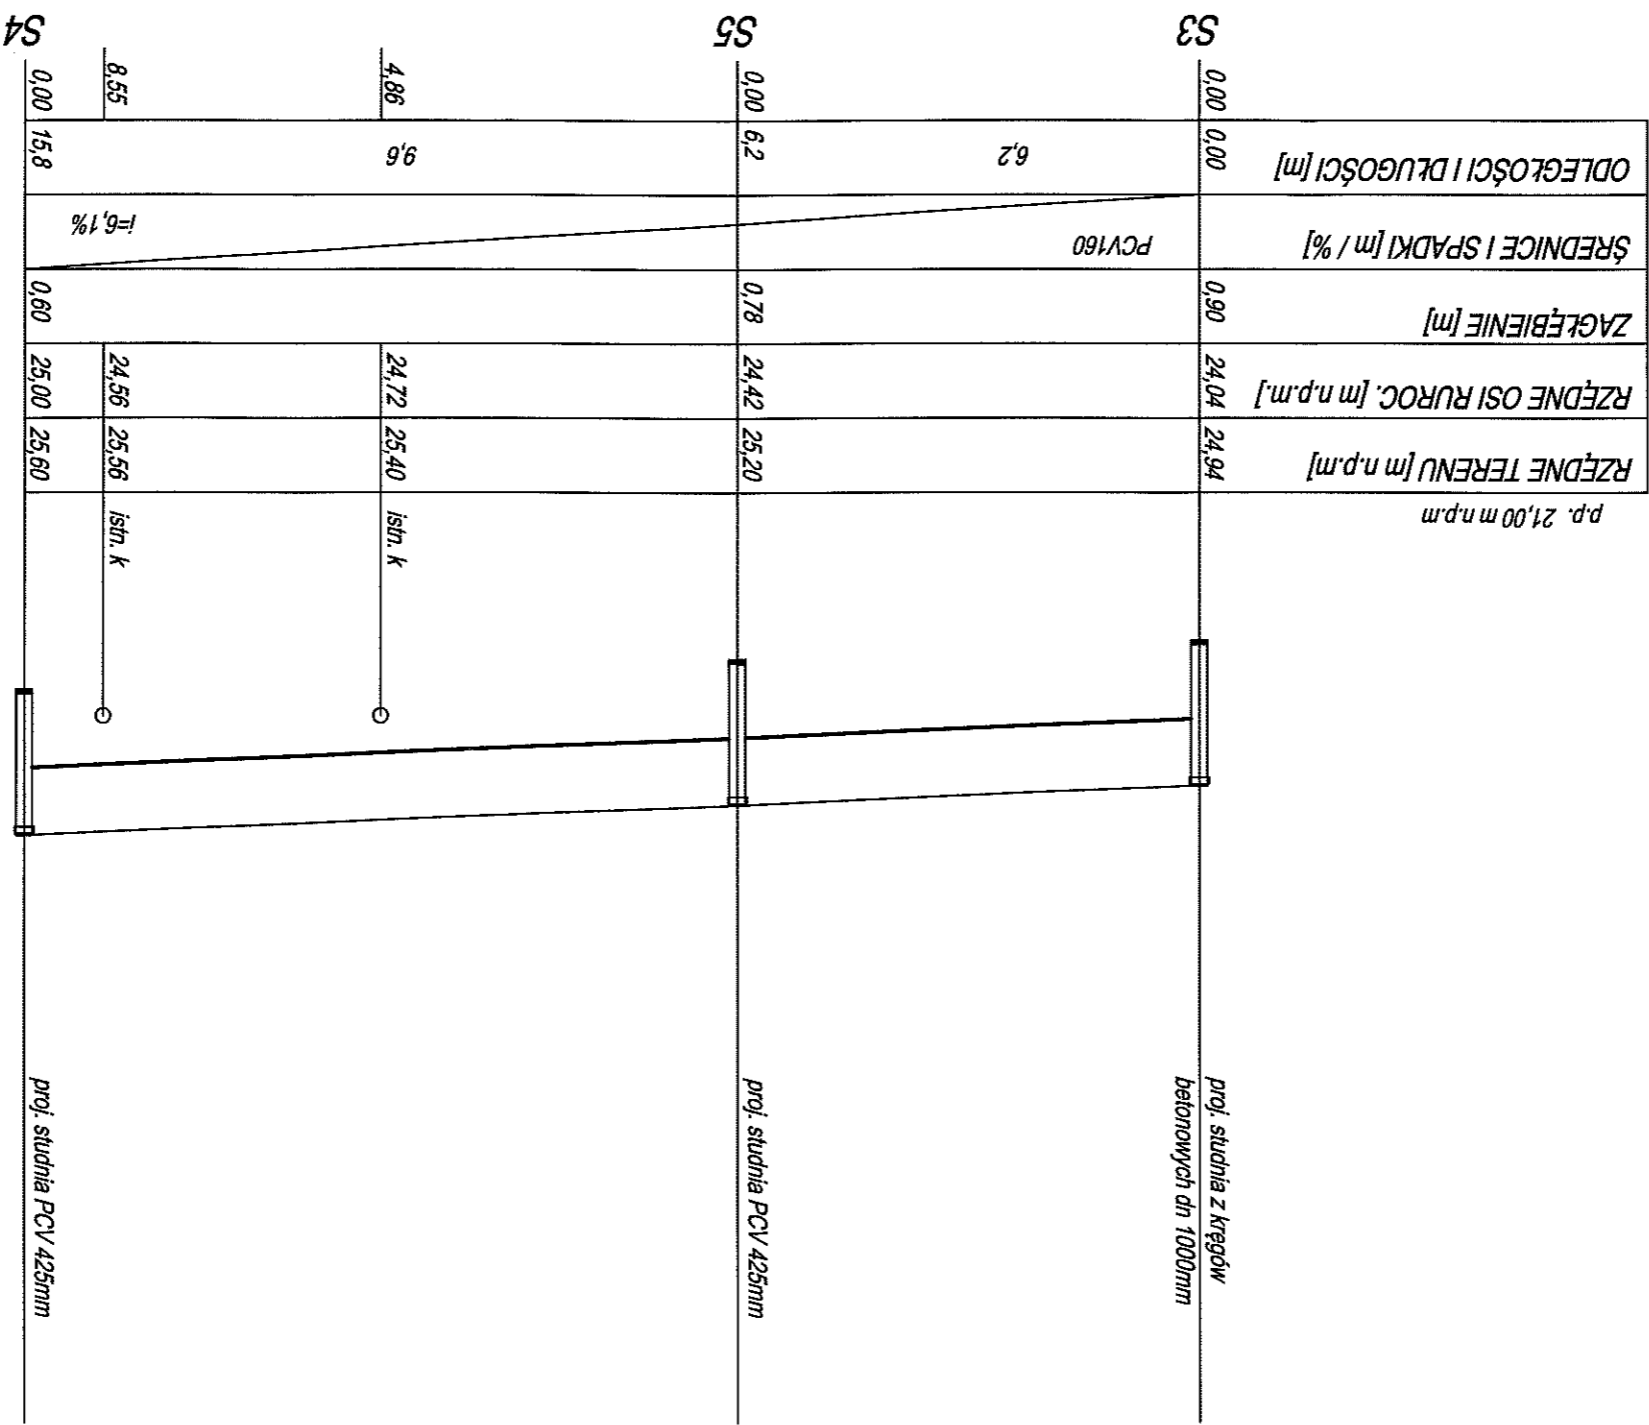 proj. studnia z kręgów
betonowych dn 1000mm
proj. studnia PCV 425mm
proj. studnia PCV 425mm
p.p. 21,00 m n.p.m
istn. k
istn. k
RZĘDNE TERENU [m n.p.m]
24,94
25,20
25,40
25,56
25,60
RZĘDNE OSI RUROC. [m n.p.m.]
24,04
24,42
24,72
24,56
25,00
ZAGŁĘBIENIE [m]
0,90
0,78
0,60
ŚREDNICE I SPADKI [m / %]
PCV160
i=6,1%
ODLEGŁOŚCI I DŁUGOŚCI [m]
0,00
6,2
6,2
9,6
15,8
0,00
0,00
4,86
8,55
0,00
S3
S5
S4